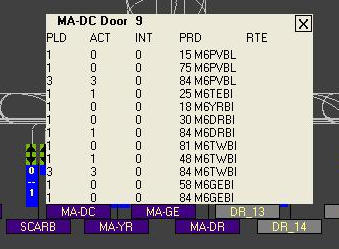 MA-DC Door 9
PLD ACT INT PRD RTE
1 0 0 15 M6PVBL
1 0 0 75 M6PVBL
3 3 0 84 M6PVBL
1 1 0 25 M6TEBI
1 0 0 18 M6YRBI
1 0 0 30 M6DRBI
1 1 0 84 M6DRBI
1 0 0 81 M6TWBI
1 1 0 48 M6TWBI
3 3 0 84 M6TWBI
1 0 0 58 M6GEBI
1 0 0 84 M6GEBI
0
--
1
MA-DC MA-GE DR_13
SCARB MA-YR MA-DR DR_14